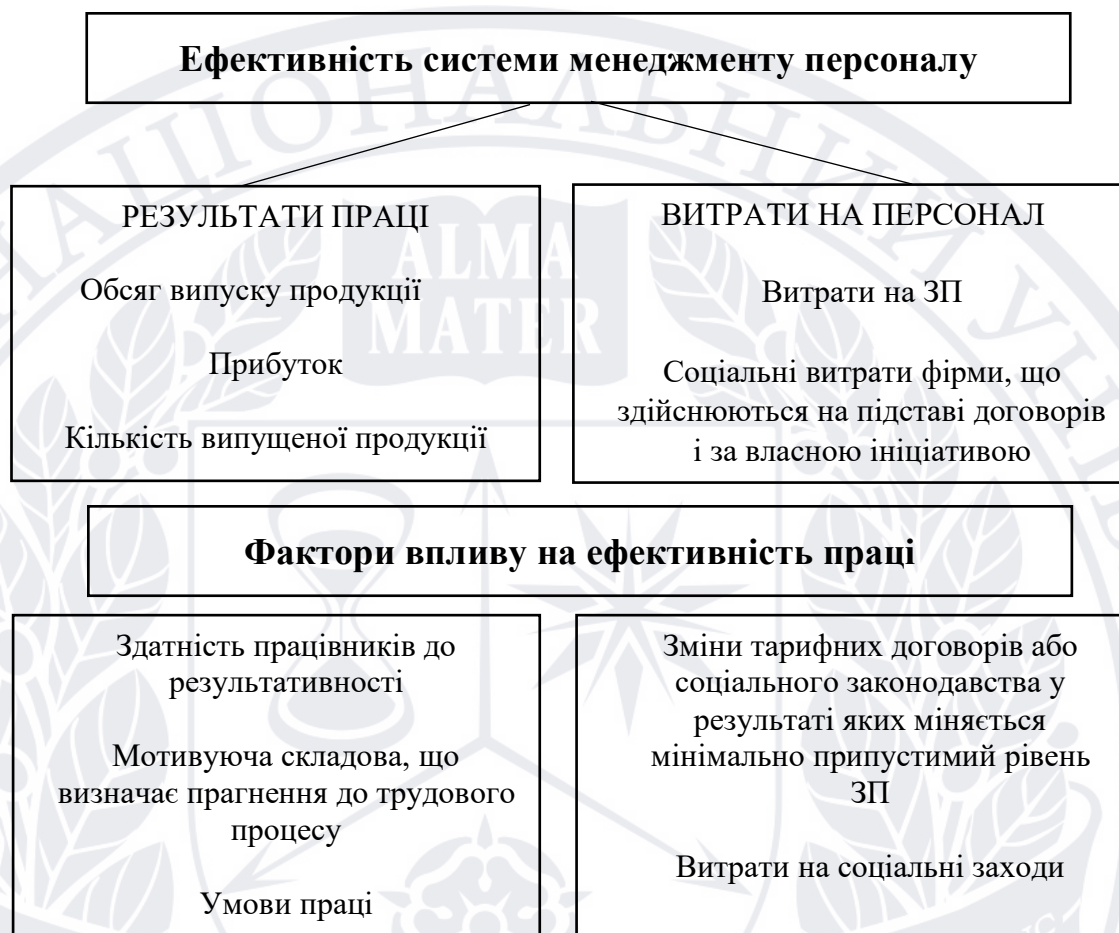 Ефективність системи менеджменту персоналу
РЕЗУЛЬТАТИ ПРАЦІ
Обсяг випуску продукції
Прибуток
Кількість випущеної продукції
ВИТРАТИ НА ПЕРСОНАЛ
Витрати на ЗП
Соціальні витрати фірми, що
здійснюються на підставі договорів
і за власною ініціативою
Фактори впливу на ефективність праці
Здатність працівників до
результативності
Мотивуюча складова, що
визначає прагнення до трудового
процесу
Умови праці
Зміни тарифних договорів або
соціального законодавства у
результаті яких міняється
мінімально припустимий рівень
ЗП
Витрати на соціальні заходи
ALMA
MATER